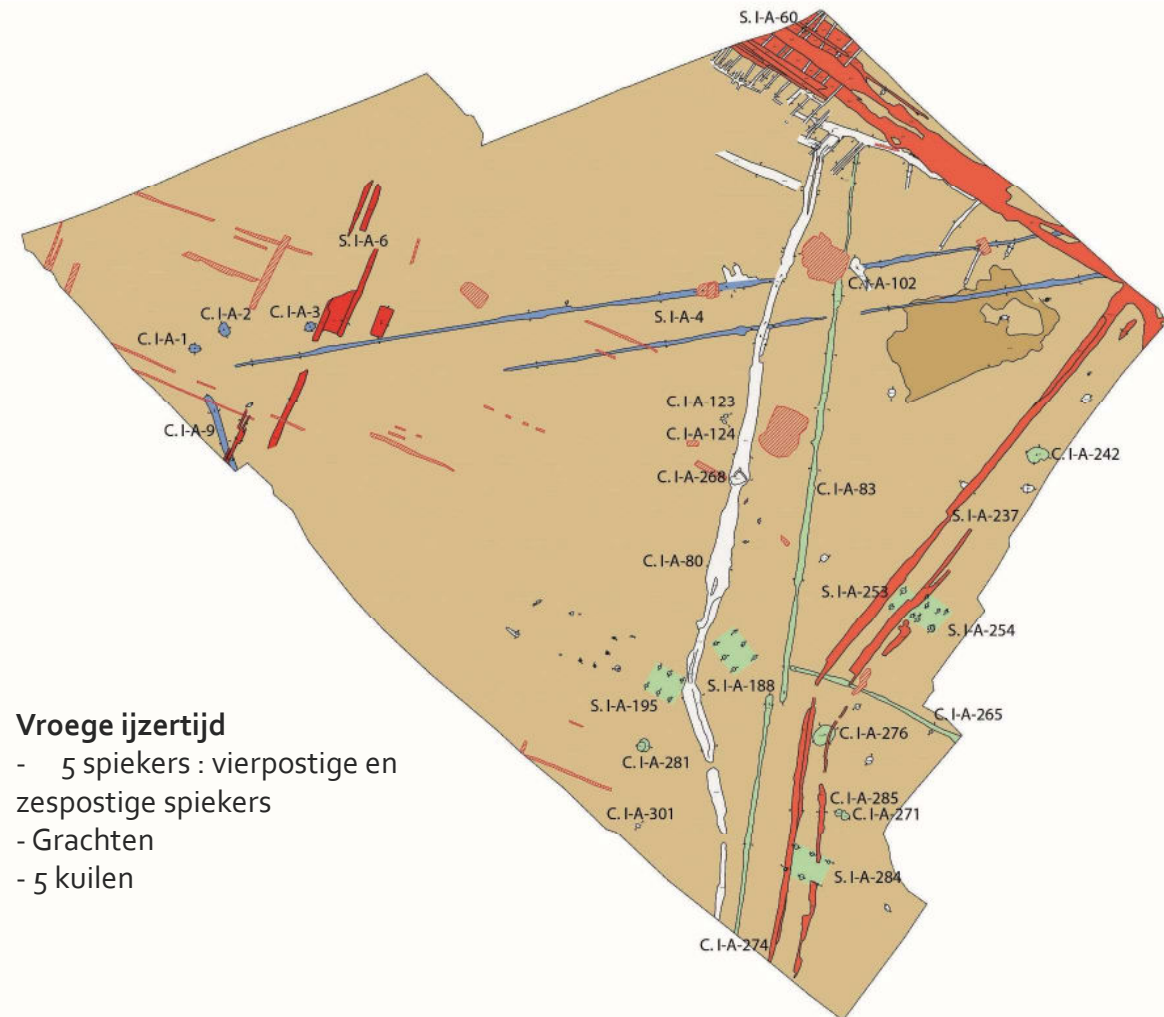 S. I-A-60
S. I-A-6
C. I-A-102
C. I-A-2
C. I-A-3
S. I-A-4
C. I-A-1
C. I-A-123
C. I-A-9
C. I-A-124
C. I-A-242
C. I-A-268
C. I-A-83
S. I-A-237
C. I-A-80
S. I-A-253
S. I-A-254
S. I-A-188
S. I-A-195
C. I-A-265
Vroege ijzertijd
C. I-A-276
- 5 spiekers : vierpostige en
C. I-A-281
zespostige spiekers
C. I-A-285
C. I-A-301
C. I-A-271
- Grachten
- 5 kuilen
S. I-A-284
C. I-A-274